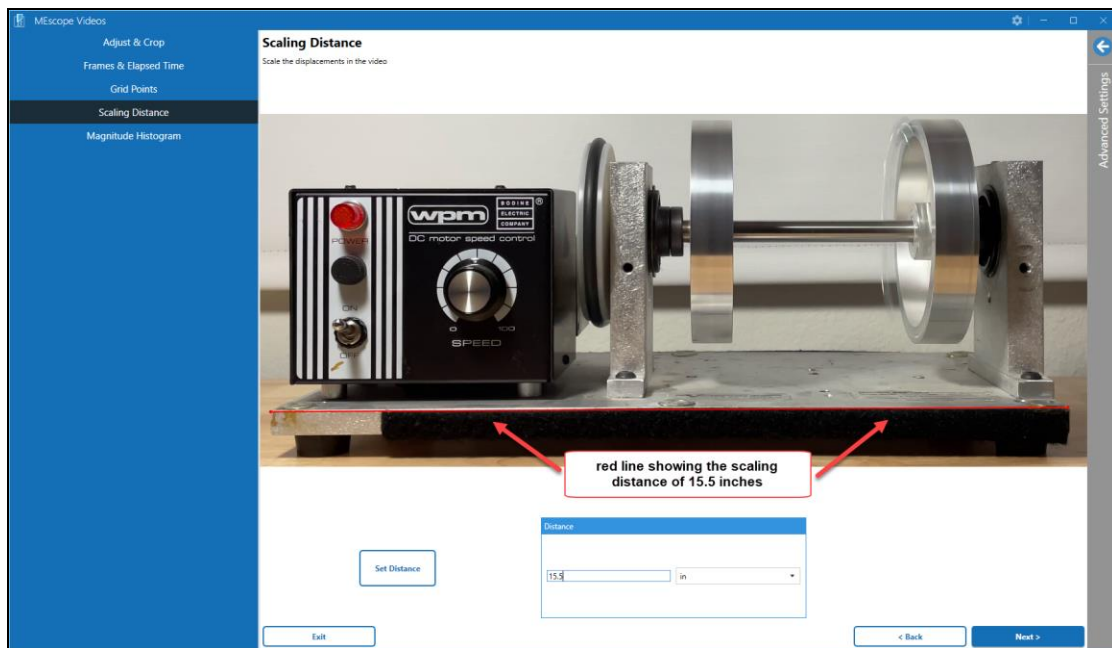 MEscope Videos
Adjust & Crop
Frames & Elapsed Time
Grid Points
Scaling Distance
Magnitude Histogram
Scaling Distance
Scale the displacements in the video
Advanced Settings
wpm
BODINE
ELECTRIC
COMPANY
®
DC motor speed control
POWER
ON
OFF
0
100
SPEED
red line showing the scaling
distance of 15.5 inches
Set Distance
Distance
15.5
in
Exit
< Back
Next >